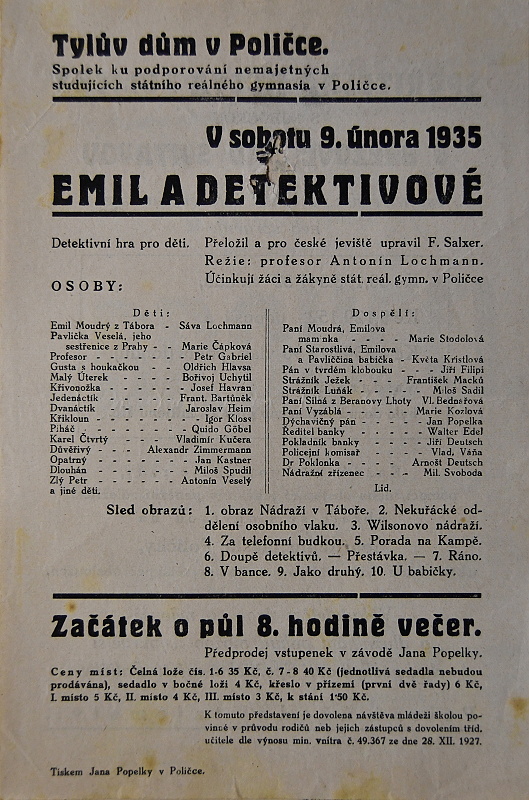 Tylův dům v Poličce.
Spolek ku podporování nemajetných
studujících státního reálného gymnasia v Poličce.
V sobotu 9. února 1935
EMIL A DETEKTIVOVÉ
Detektivní hra pro děti. Přeložil a pro české jeviště upravil F. Salzer.
Režie: profesor Antonín Lochmann.
OSOBY: Účinkují žáci a žákyně stát. reál. gymn. v Poličce
Děti:
Emil Moudrý z Tábora - Sáva Lochmann
Pavlička Veselá, jeho
sestřenice z Prahy - - Marie Čápková
Profesor - - - - - Petr Gabriel
Gusta s houkačkou - - Oldřich Hlavsa
Malý Úterek - - - - Bořivoj Uchytil
Křivonožka - - - - Josef Havran
Jedenáctík - - - Frant. Bartůněk
Dvanáctík - - - - Jaroslav Heim
Křikloun - - - - - Igor Kloss
Piháč - - - - - Quido Göbel
Karel Čtvrtý - - - Vladimír Kučera
Důvěřivý - - - Alexandr Zimmermann
Opatrný - - - - - Jan Kastner
Dlouhán - - - - - Miloš Spudil
Zlý Petr - - - - Antonín Veselý
a jiné děti.
Dospělí:
Paní Moudrá, Emilova
maminka - - - - Marie Stodolová
Paní Starostlivá, Emilova
a Pavliččina babička - Květa Kristlová
Pán v tvrdém klobouku - - Jiří Filipi
Strážník Ježek - - - František Macků
Strážník Luňák - - - - Miloš Sadil
Paní Silná z Beranovy Lhoty Vl. Bednářová
Paní Vyzáblá - - - - Marie Kozlová
Dýchavičný pán - - - - Jan Popelka
Ředitel banky - - - - Walter Edel
Pokladník banky - - - Jiří Deutsch
Policejní komisař - - - Vlad. Váňa
Dr Poklonka - - - - Arnošt Deutsch
Nádražní zřízenec - - - Mil. Svoboda
Lid.
Sled obrazů: 1. obraz Nádraží v Táboře. 2. Nekuřácké od-
dělení osobního vlaku. 3. Wilsonovo nádraží.
4. Za telefonní budkou. 5. Porada na Kampě.
6. Doupě detektivů. — Přestávka. — 7. Ráno.
8. V bance. 9. Jako druhý. 10. U babičky.
Začátek o půl 8. hodině večer.
Předprodej vstupenek v závodě Jana Popelky.
Ceny míst: Čelná lože čís. 1-6 35 Kč, č. 7-8 40 Kč (jednotlivá sedadla nebudou
prodávána), sedadlo v bočné loži 4 Kč, křeslo v přízemí (první dvě řady) 6 Kč,
I. místo 5 Kč, II. místo 4 Kč, III. místo 3 Kč, k stání 1·50 Kč.
K tomuto představení je dovolena návštěva mládeži školou po-
vinné v průvodu rodičů neb jejich zástupců s dovolením tříd.
učitele dle výnosu min. vnitra č. 49.367 ze dne 28. XII. 1927.
Tiskem Jana Popelky v Poličce.